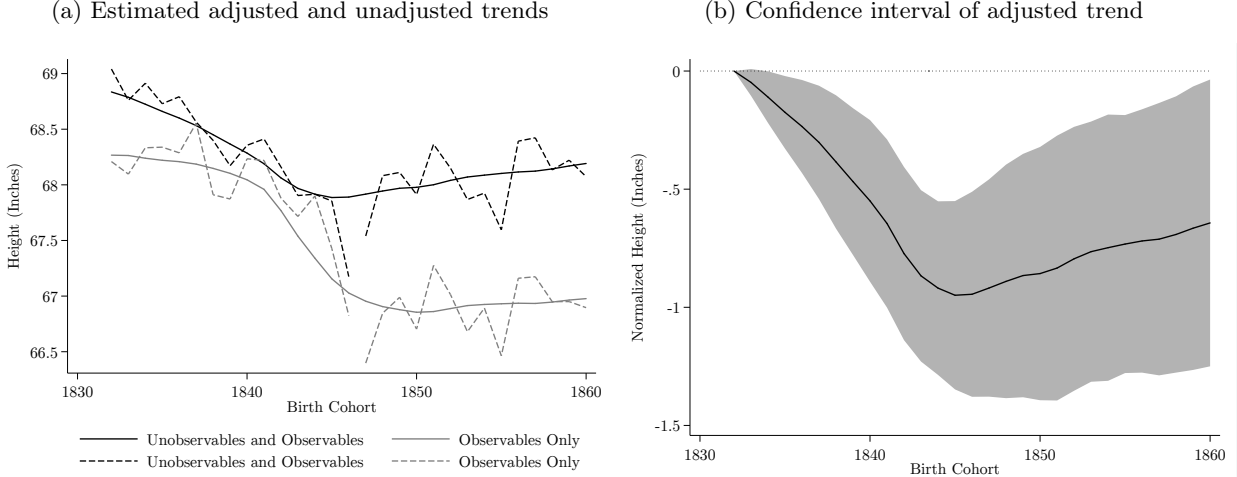 (a) Estimated adjusted and unadjusted trends
69
68.5
68
67.5
67
66.5
Height (Inches)
1830
1840
1850
1860
Birth Cohort
Unobservables and Observables
Observables Only
Unobservables and Observables
Observables Only
(b) Confidence interval of adjusted trend
0
-.5
-1
-1.5
Normalized Height (Inches)
1830
1840
1850
1860
Birth Cohort